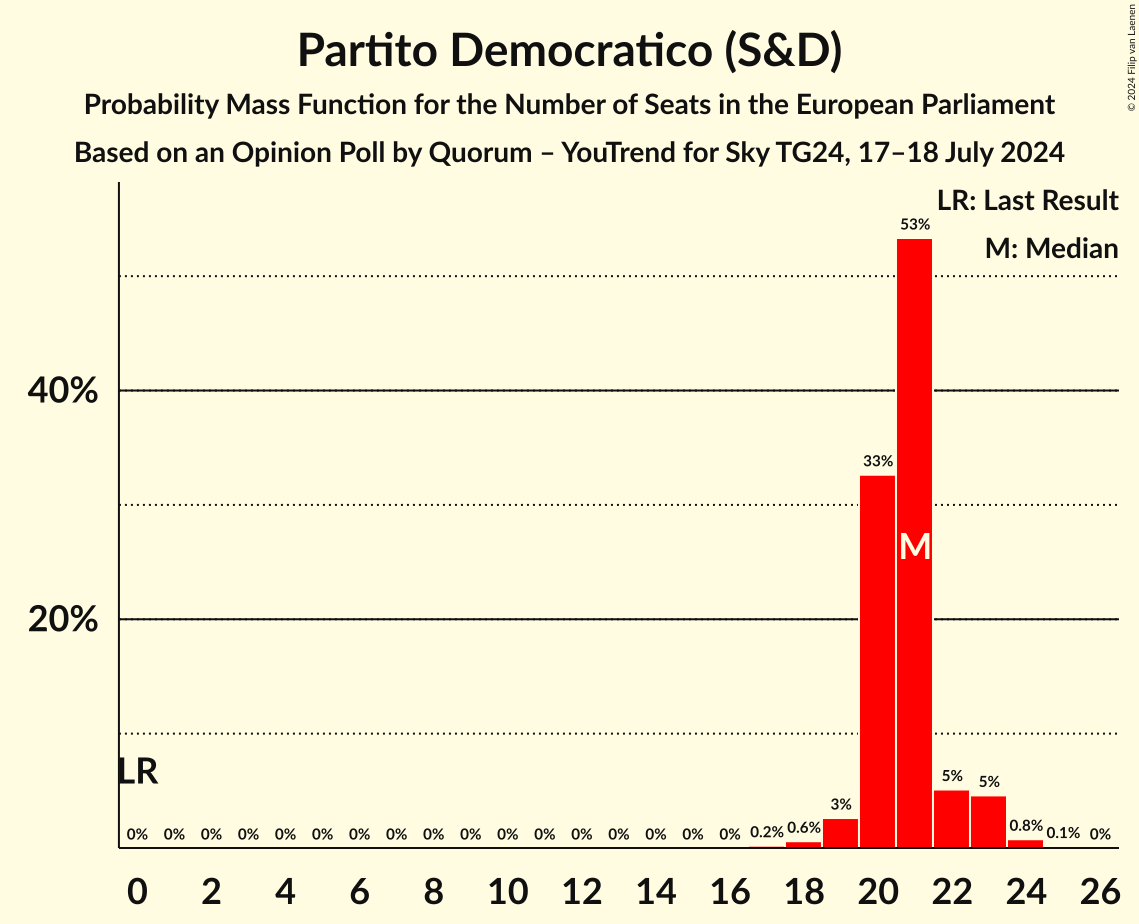 Partito Democratico (S&D)
Probability Mass Function for the Number of Seats in the European Parliament
Based on an Opinion Poll by Quorum – YouTrend for Sky TG24, 17–18 July 2024
© 2024 Filip van Laenen
LR: Last Result
M: Median
53%
40%
33%
M
20%
LR
0% 0% 0% 0% 0% 0% 0% 0% 0% 0% 0% 0% 0% 0% 0% 0% 0% 0.2% 0.6% 3% 5% 5% 0.8% 0.1% 0%
0 2 4 6 8 10 12 14 16 18 20 22 24 26